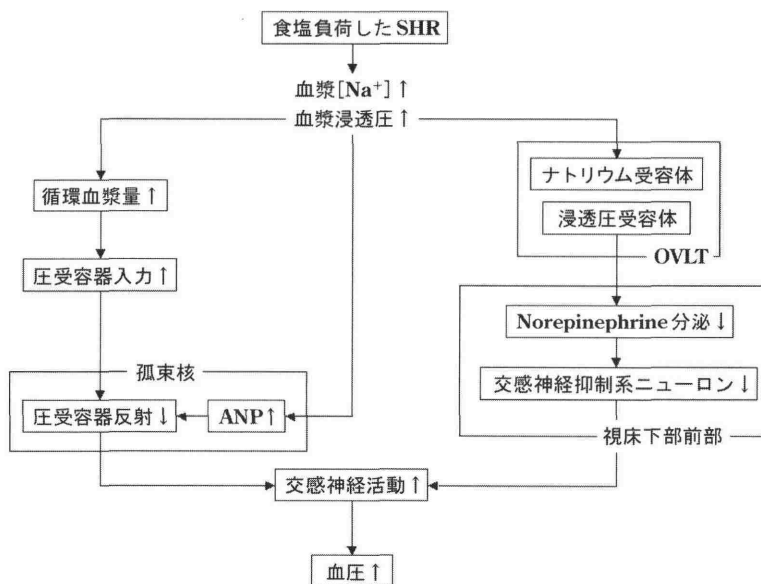 食塩負荷したSHR
血漿[Na⁺]↑
血漿浸透圧↑
循環血漿量↑
圧受容器入力↑
孤束核
圧受容器反射↓
ANP↑
ナトリウム受容体
浸透圧受容体
OVLT
Norepinephrine分泌↓
交感神経抑制系ニューロン↓
視床下部前部
交感神経活動↑
血圧↑